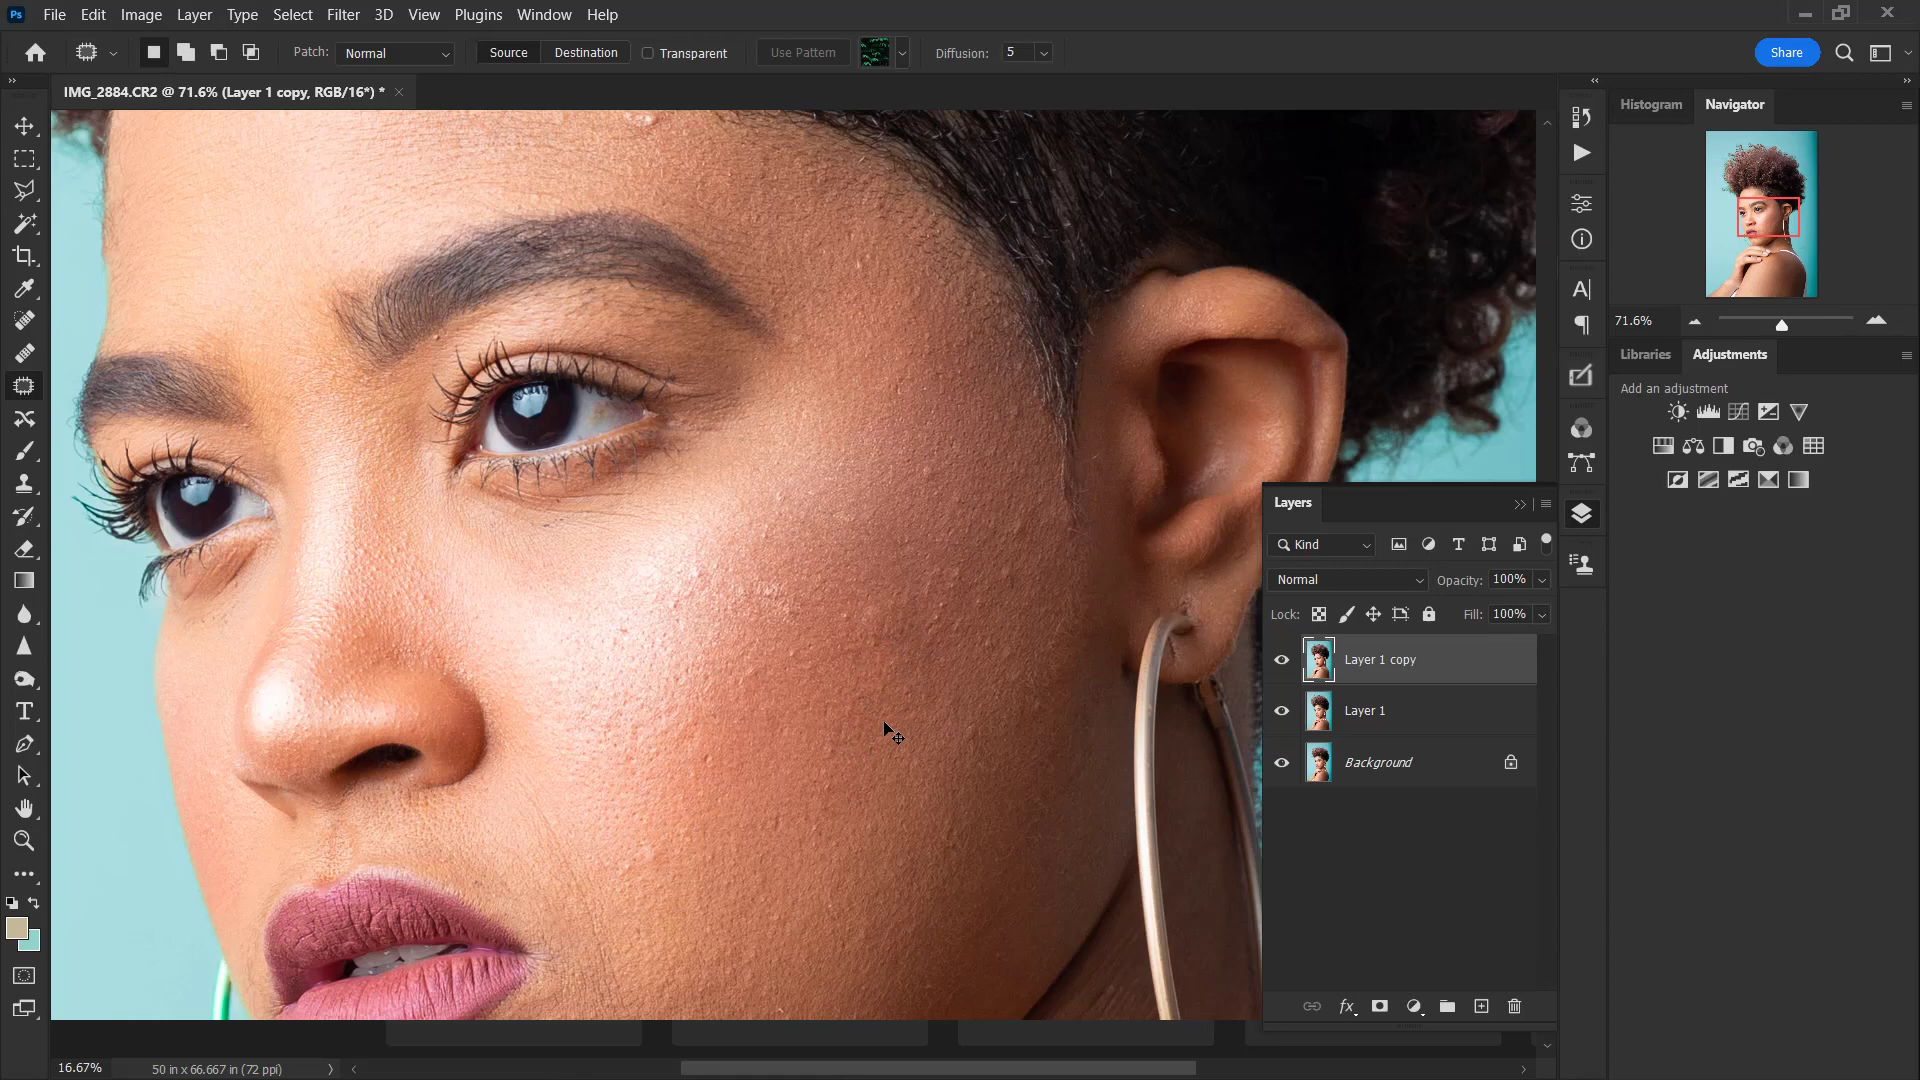 Ps File Edit Image Layer Type Select Filter 3D View Plugins Window Help
Patch: Normal Source Destination Transparent Use Pattern Diffusion: 5 Share
IMG_2884.CR2 @ 71.6% (Layer 1 copy, RGB/16*) *
Histogram Navigator
71.6%
Libraries Adjustments
Add an adjustment
Layers
Kind
Normal Opacity: 100%
Lock: Fill: 100%
Layer 1 copy
Layer 1
Background
16.67% 50 in x 66.667 in (72 ppi)